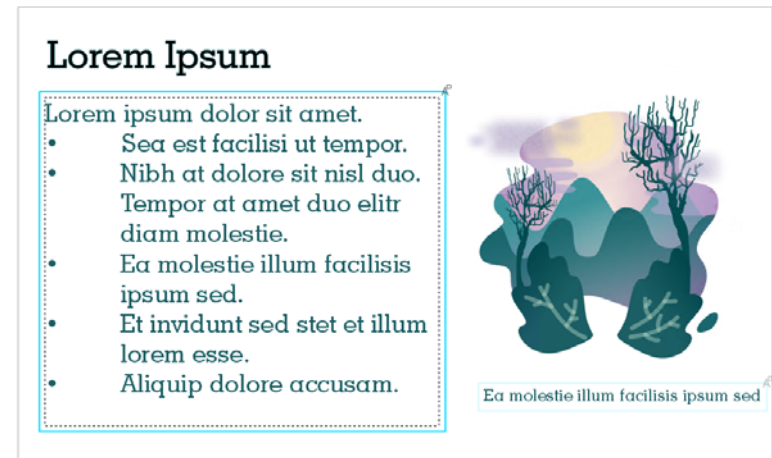 Lorem Ipsum
Lorem ipsum dolor sit amet.
• Sea est facilisi ut tempor.
• Nibh at dolore sit nisl duo.
Tempor at amet duo elitr
diam molestie.
• Ea molestie illum facilisis
ipsum sed.
• Et invidunt sed stet et illum
lorem esse.
• Aliquip dolore accusam.
Ea molestie illum facilisis ipsum sed